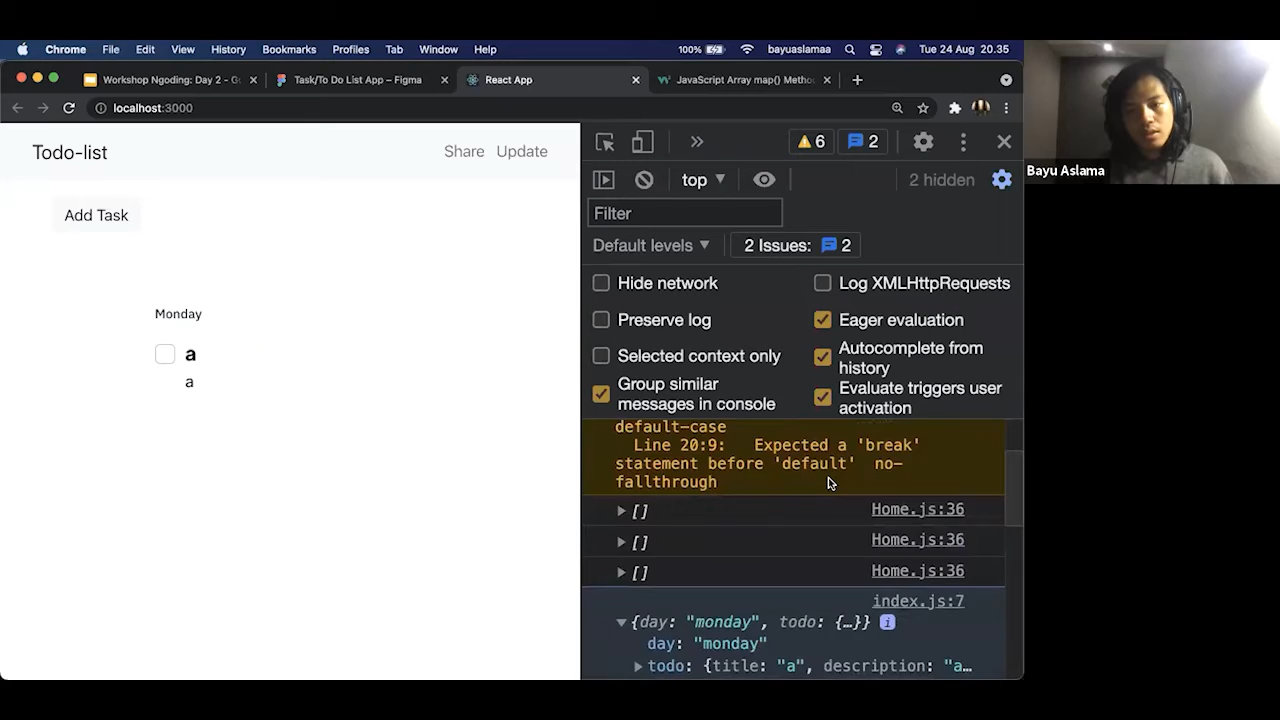 Chrome File Edit View History Bookmarks Profiles Tab Window Help 100% bayuaslamaa Tue 24 Aug 20.35
Workshop Ngoding: Day 2 - G
Task/To Do List App – Figma
React App
JavaScript Array map() Metho
localhost:3000
Bayu Aslama
Todo-list
Share Update
Add Task
Monday
a
a
6 2
top
2 hidden
Filter
Default levels
2 Issues: 2
Hide network
Log XMLHttpRequests
Preserve log
Eager evaluation
Selected context only
Autocomplete from
history
Group similar
messages in console
Evaluate triggers user
activation
default-case
Line 20:9: Expected a 'break'
statement before 'default' no-
fallthrough
[] Home.js:36
[] Home.js:36
[] Home.js:36
index.js:7
{day: "monday", todo: {…}} i
day: "monday"
todo: {title: "a", description: "a…